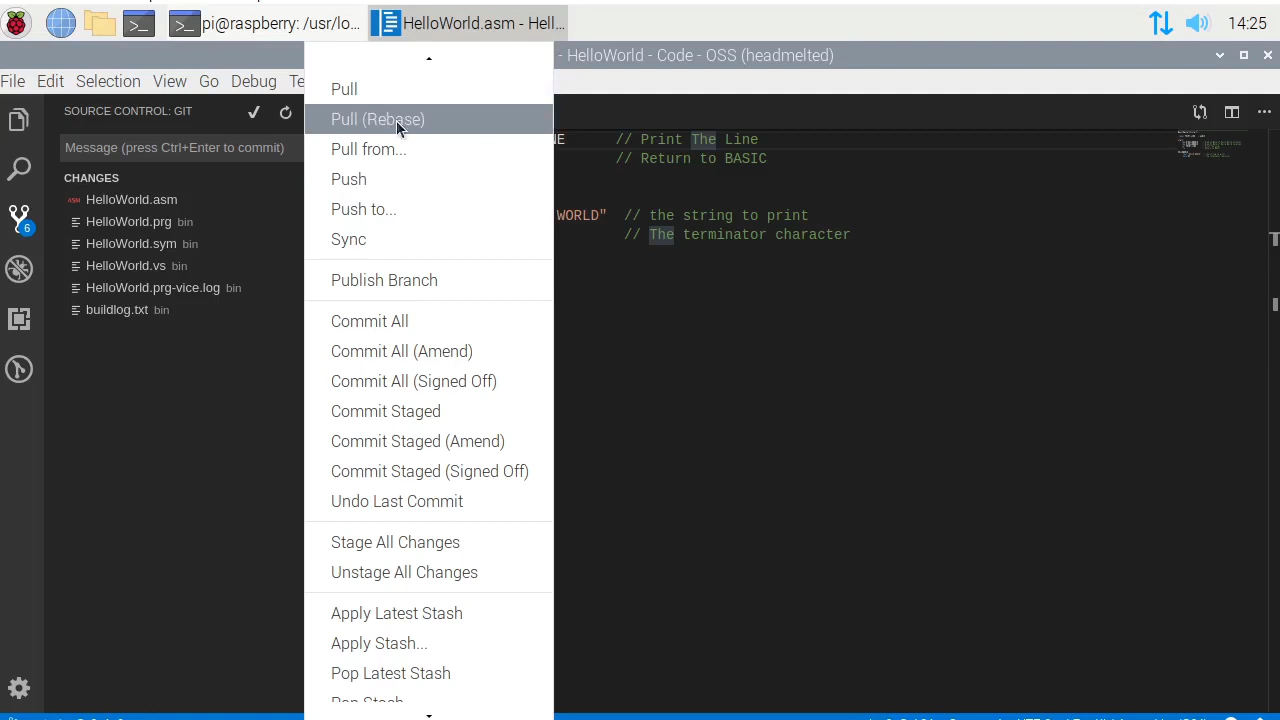 pi@raspberry: /usr/lo...
HelloWorld.asm - Hell...
14:25
- HelloWorld - Code - OSS (headmelted)
File Edit Selection View Go Debug Te
SOURCE CONTROL: GIT
Message (press Ctrl+Enter to commit)
CHANGES
ASM HelloWorld.asm
HelloWorld.prg bin
HelloWorld.sym bin
HelloWorld.vs bin
HelloWorld.prg-vice.log bin
buildlog.txt bin
6
Pull
Pull (Rebase)
Pull from...
Push
Push to...
Sync
Publish Branch
Commit All
Commit All (Amend)
Commit All (Signed Off)
Commit Staged
Commit Staged (Amend)
Commit Staged (Signed Off)
Undo Last Commit
Stage All Changes
Unstage All Changes
Apply Latest Stash
Apply Stash...
Pop Latest Stash
NE // Print The Line
// Return to BASIC
WORLD" // the string to print
// The terminator character